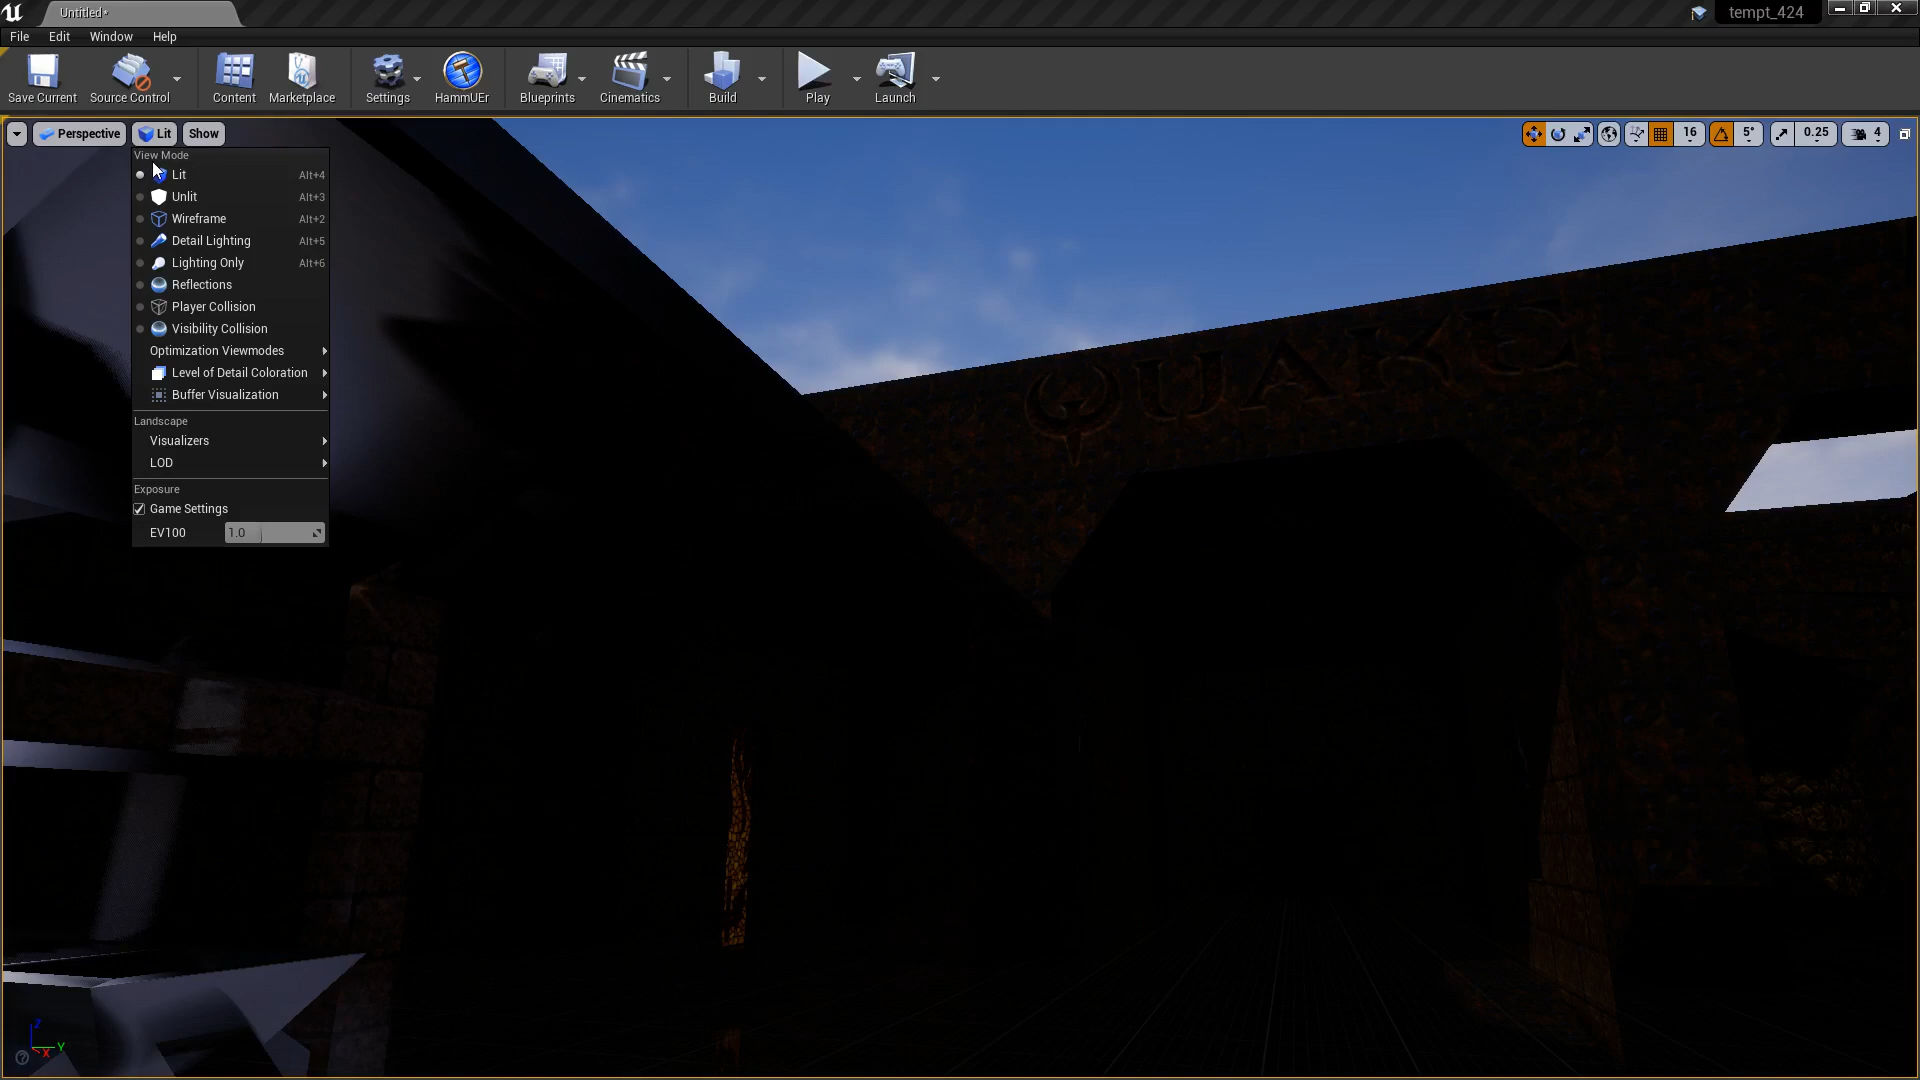 Untitled*
tempt_424
File Edit Window Help
Save Current Source Control Content Marketplace Settings HammUEr Blueprints Cinematics Build Play Launch
Perspective Lit Show
16 5° 0.25 4
View Mode
Lit Alt+4
Unlit Alt+3
Wireframe Alt+2
Detail Lighting Alt+5
Lighting Only Alt+6
Reflections
Player Collision
Visibility Collision
Optimization Viewmodes
Level of Detail Coloration
Buffer Visualization
Landscape
Visualizers
LOD
Exposure
Game Settings
EV100 1.0
QUAKE
Z
Y
X